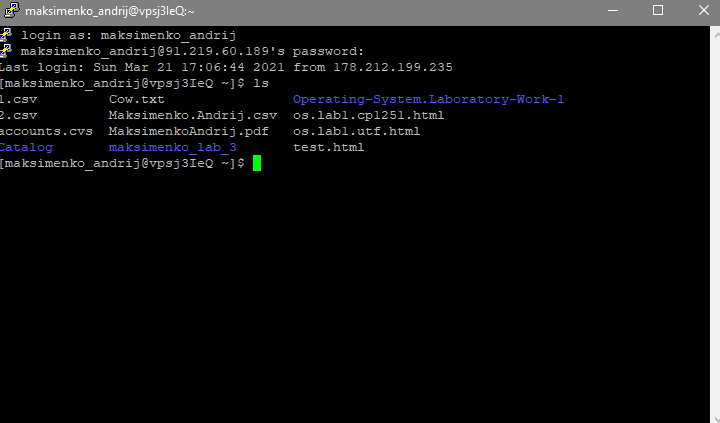 maksimenko_andrij@vpsj3IeQ:~
login as: maksimenko_andrij
maksimenko_andrij@91.219.60.189's password:
Last login: Sun Mar 21 17:06:44 2021 from 178.212.199.235
[maksimenko_andrij@vpsj3IeQ ~]$ ls
1.csv Cow.txt Operating-System.Laboratory-Work-1
2.csv Maksimenko.Andrij.csv os.lab1.cp1251.html
accounts.cvs MaksimenkoAndrij.pdf os.lab1.utf.html
Catalog maksimenko_lab_3 test.html
[maksimenko_andrij@vpsj3IeQ ~]$